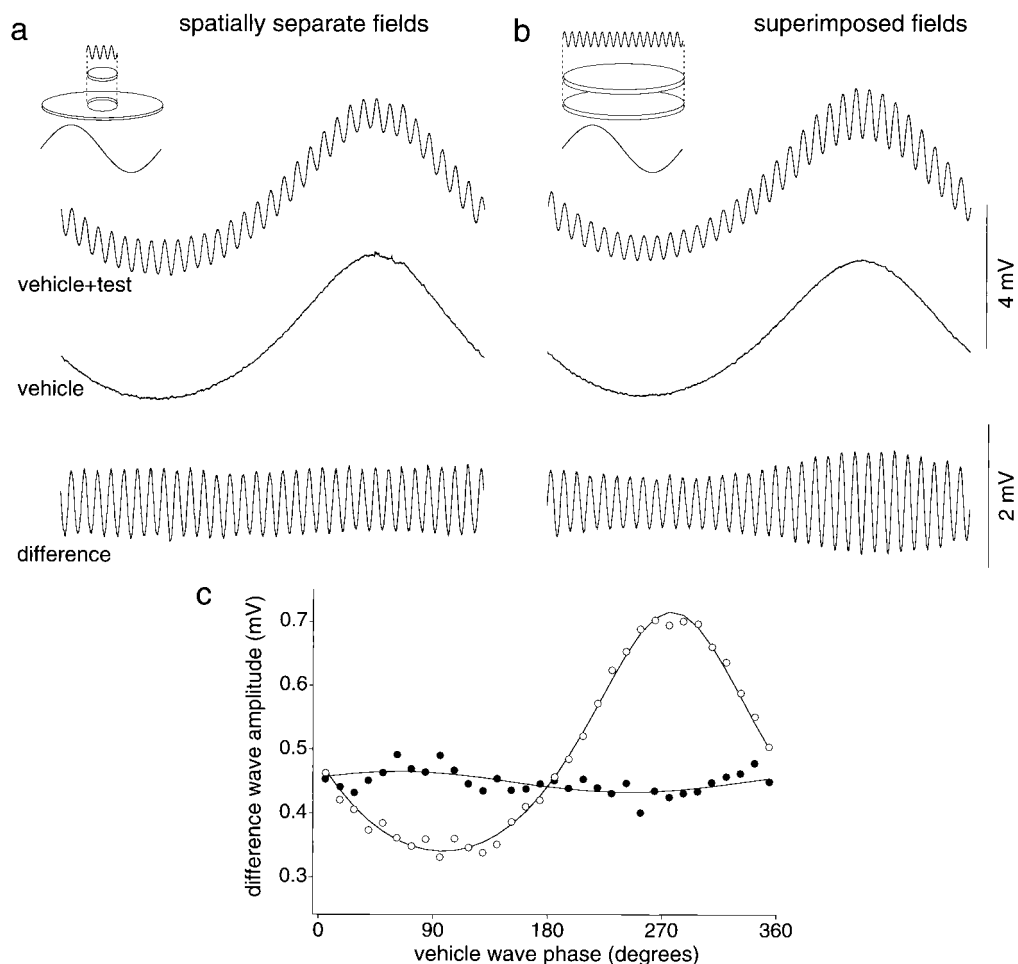 a
spatially separate fields
b
superimposed fields
vehicle+test
4 mV
vehicle
difference
2 mV
c
difference wave amplitude (mV)
0.7
0.6
0.5
0.4
0.3
0
90
180
270
360
vehicle wave phase (degrees)